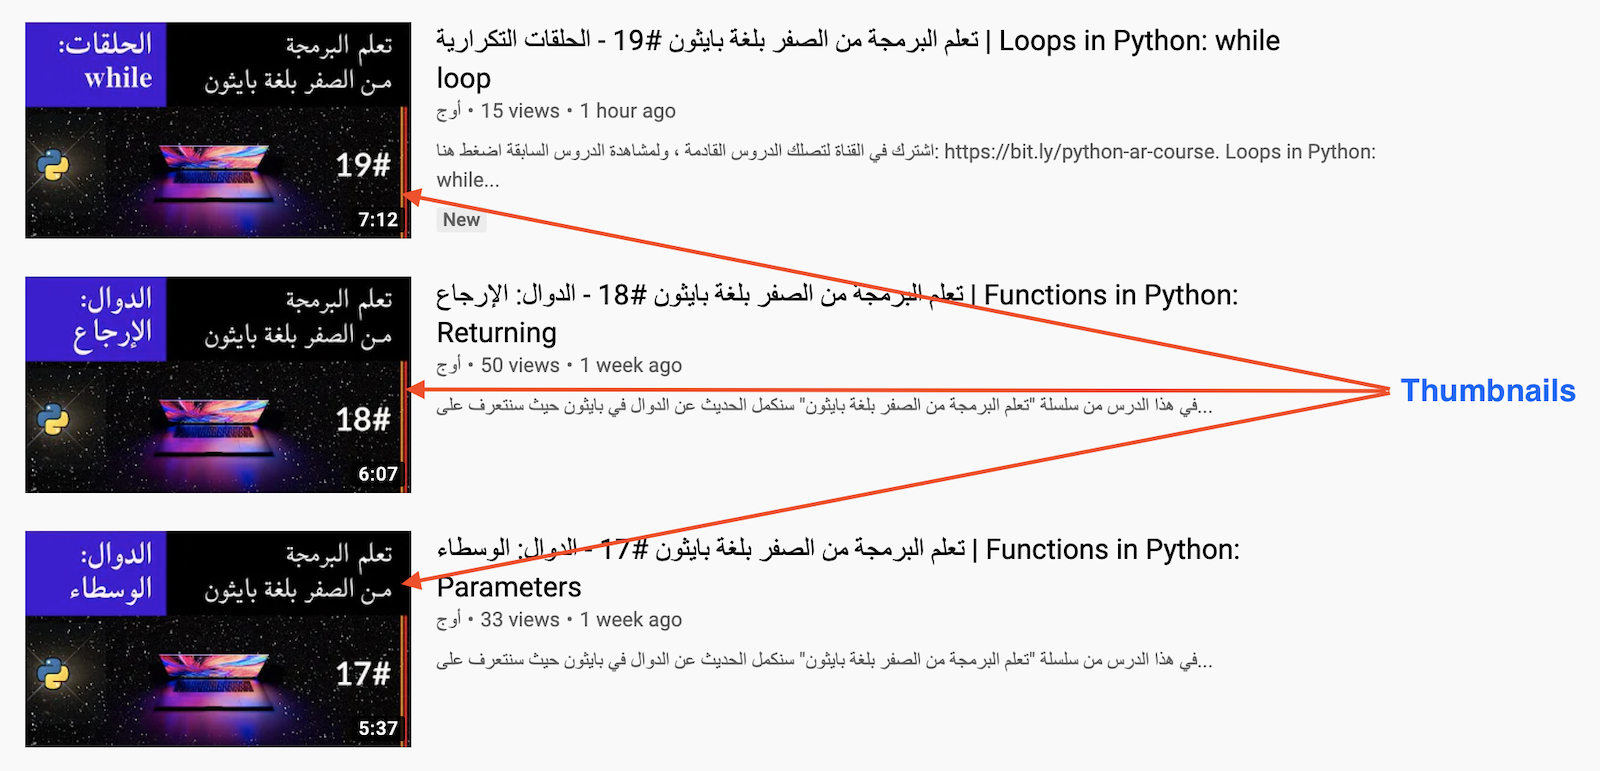 الحلقات:
while
تعلم البرمجة
من الصفر بلغة بايثون
19#
7:12
تعلم البرمجة من الصفر بلغة بايثون #19 - الحلقات التكرارية | Loops in Python: while
loop
أوج • 15 views • 1 hour ago
اشترك في القناة لتصلك الدروس القادمة ، ولمشاهدة الدروس السابقة اضغط هنا: https://bit.ly/python-ar-course. Loops in Python:
while...
New
الدوال:
الإرجاع
تعلم البرمجة
من الصفر بلغة بايثون
18#
6:07
تعلم البرمجة من الصفر بلغة بايثون #18 - الدوال: الإرجاع | Functions in Python:
Returning
أوج • 50 views • 1 week ago
في هذا الدرس من سلسلة "تعلم البرمجة من الصفر بلغة بايثون" سنكمل الحديث عن الدوال في بايثون حيث سنتعرف على...
Thumbnails
الدوال:
الوسطاء
تعلم البرمجة
من الصفر بلغة بايثون
17#
5:37
تعلم البرمجة من الصفر بلغة بايثون #17 - الدوال: الوسطاء | Functions in Python:
Parameters
أوج • 33 views • 1 week ago
في هذا الدرس من سلسلة "تعلم البرمجة من الصفر بلغة بايثون" سنكمل الحديث عن الدوال في بايثون حيث سنتعرف على...